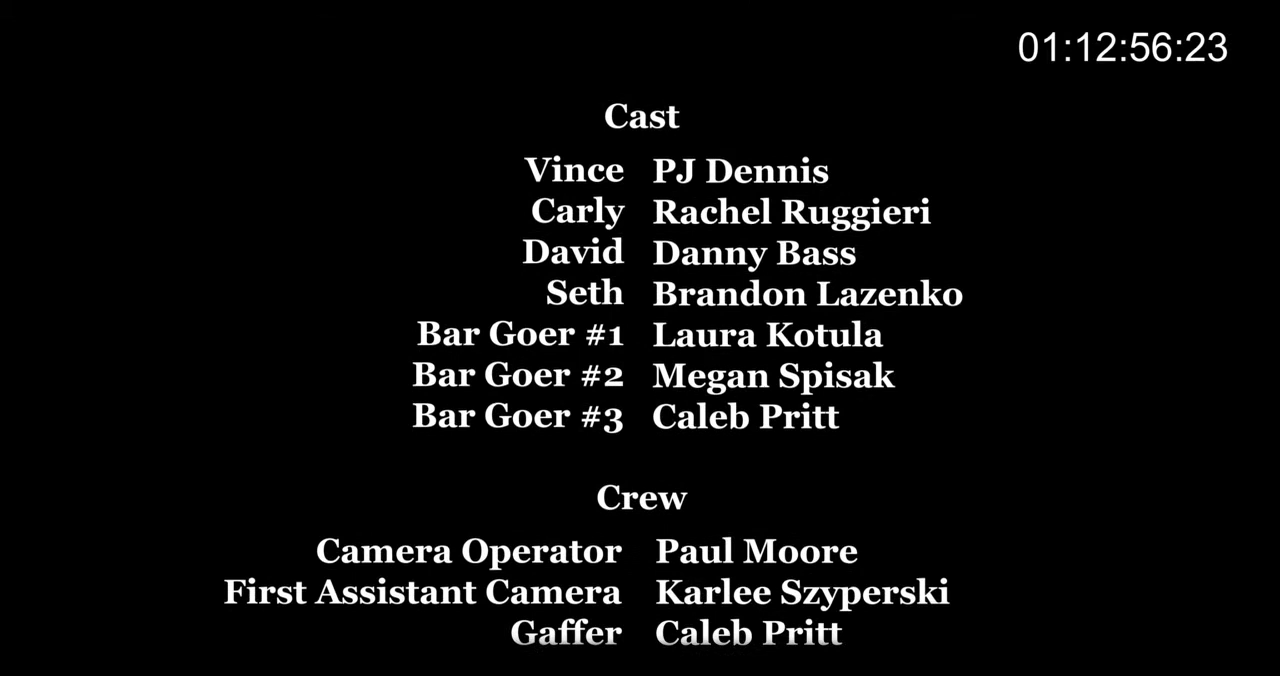 01:12:56:23
Cast
Vince PJ Dennis
Carly Rachel Ruggieri
David Danny Bass
Seth Brandon Lazenko
Bar Goer #1 Laura Kotula
Bar Goer #2 Megan Spisak
Bar Goer #3 Caleb Pritt
Crew
Camera Operator Paul Moore
First Assistant Camera Karlee Szyperski
Gaffer Caleb Pritt